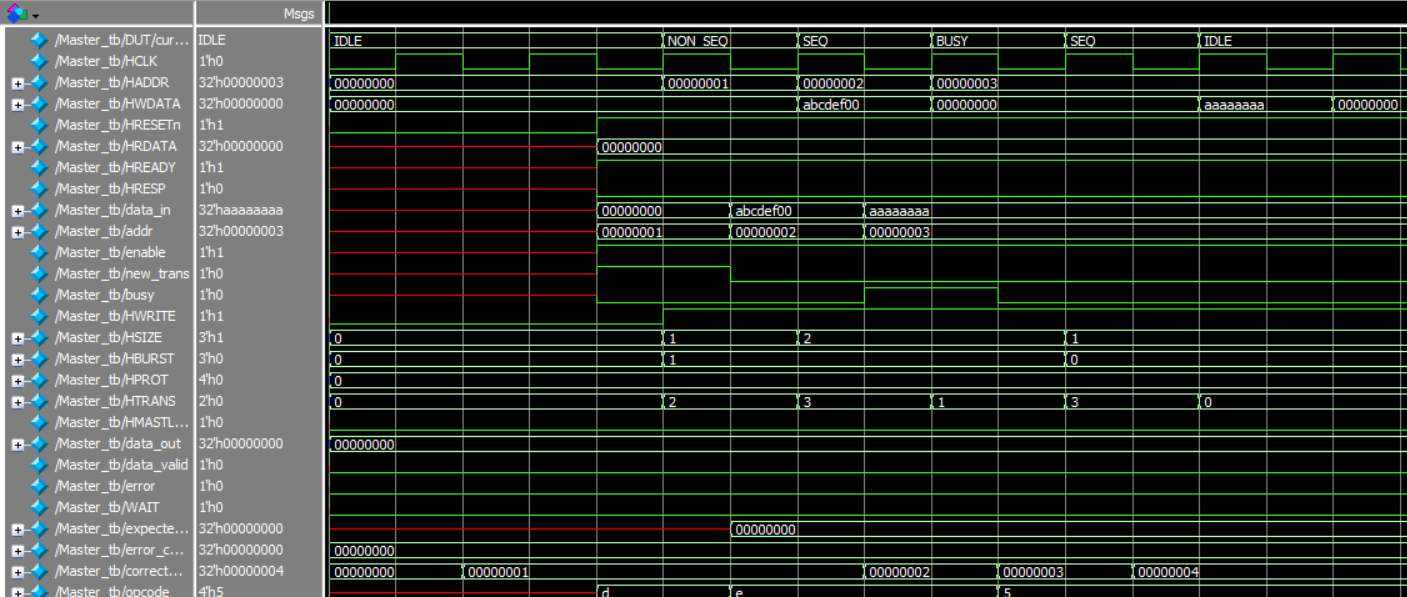 Msgs
/Master_tb/DUT/cur... IDLE IDLE NON_SEQ SEQ BUSY SEQ IDLE
/Master_tb/HCLK 1'h0
/Master_tb/HADDR 32'h00000003 00000000 00000001 00000002 00000003
/Master_tb/HWDATA 32'h00000000 00000000 abcdef00 00000000 aaaaaaaa 00000000
/Master_tb/HRESETn 1'h1
/Master_tb/HRDATA 32'h00000000 00000000
/Master_tb/HREADY 1'h1
/Master_tb/HRESP 1'h0
/Master_tb/data_in 32'haaaaaaaa 00000000 abcdef00 aaaaaaaa
/Master_tb/addr 32'h00000003 00000001 00000002 00000003
/Master_tb/enable 1'h1
/Master_tb/new_trans 1'h0
/Master_tb/busy 1'h0
/Master_tb/HWRITE 1'h1
/Master_tb/HSIZE 3'h1 0 1 2 1
/Master_tb/HBURST 3'h0 0 1 0
/Master_tb/HPROT 4'h0 0
/Master_tb/HTRANS 2'h0 0 2 3 1 3 0
/Master_tb/HMASTL... 1'h0
/Master_tb/data_out 32'h00000000 00000000
/Master_tb/data_valid 1'h0
/Master_tb/error 1'h0
/Master_tb/WAIT 1'h0
/Master_tb/expecte... 32'h00000000 00000000
/Master_tb/error_c... 32'h00000000 00000000
/Master_tb/correct... 32'h00000004 00000000 00000001 00000002 00000003 00000004
/Master_tb/opcode 4'h5 d e 5